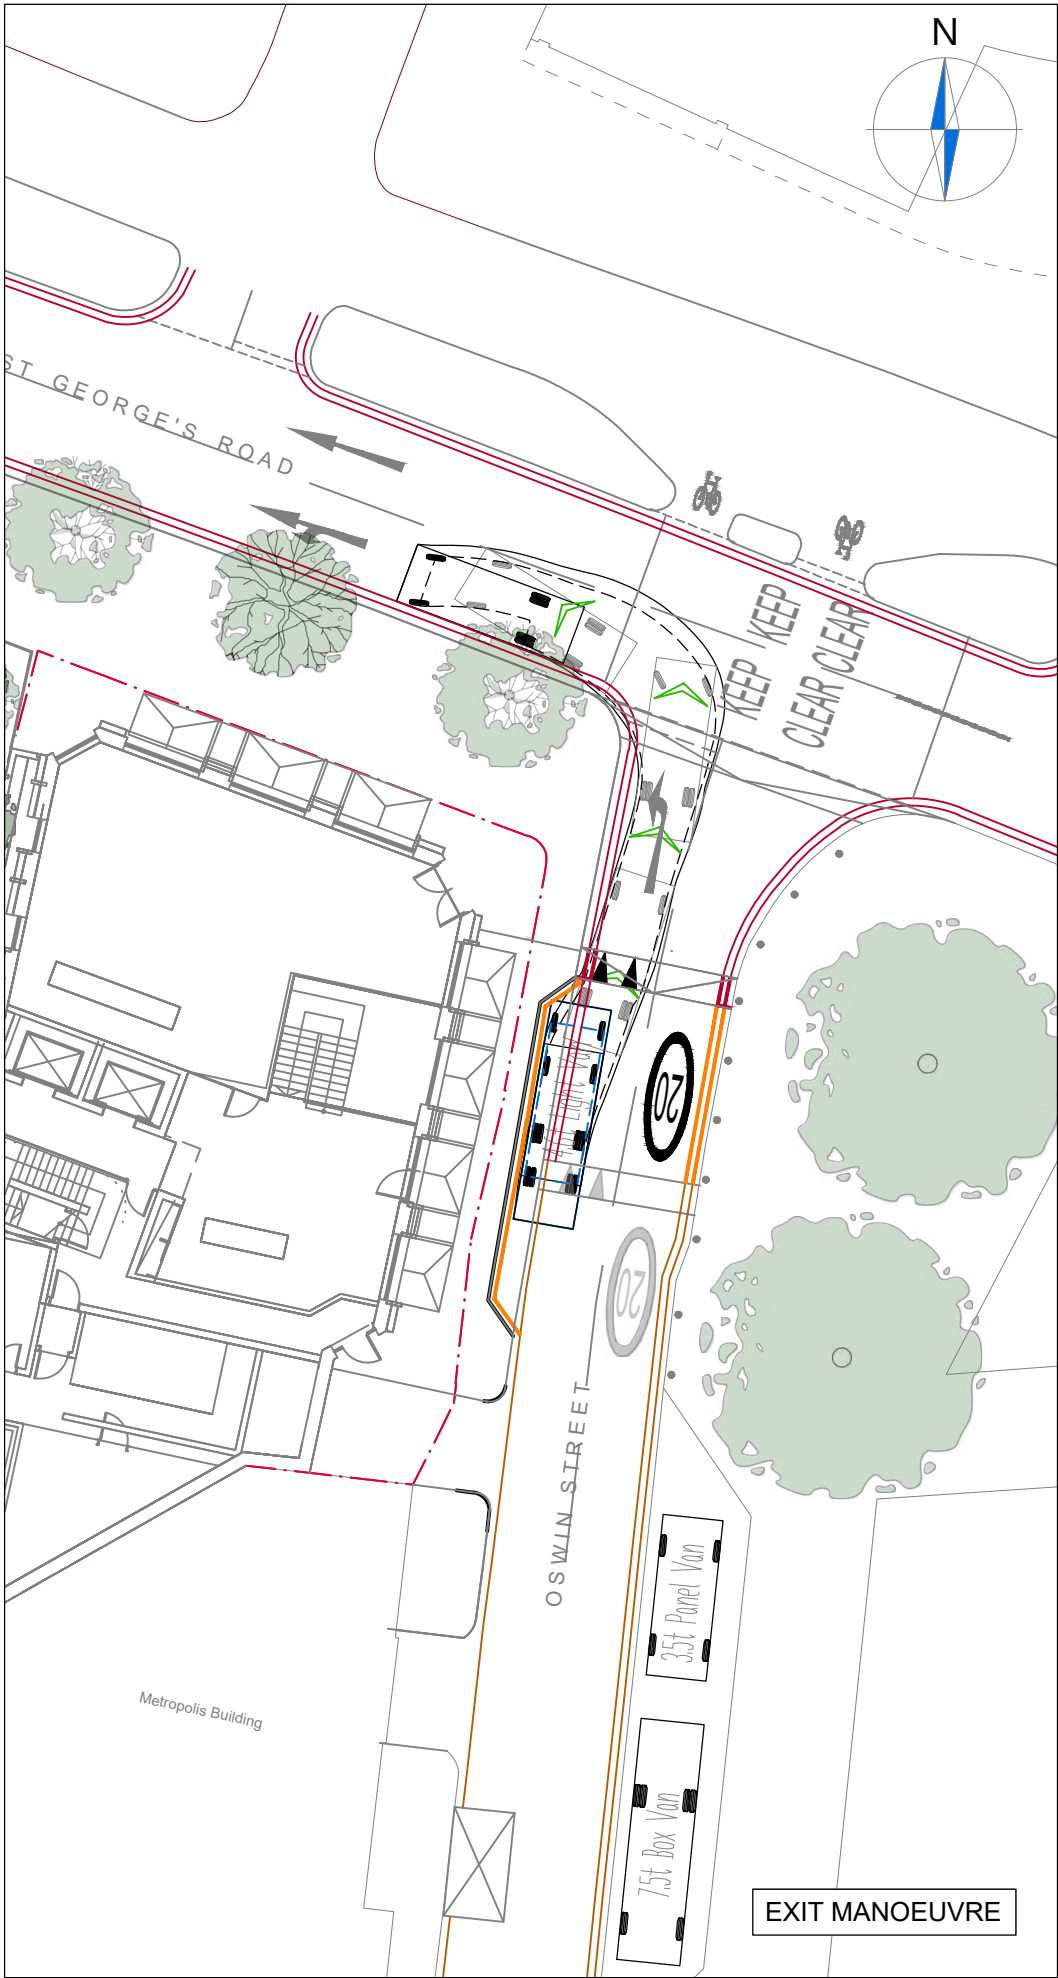 N
ST GEORGE'S ROAD
KEEP KEEP
CLEAR CLEAR
20
20
OSWIN STREET
3.5t Panel Van
Metropolis Building
7.5t Box Van
EXIT MANOEUVRE